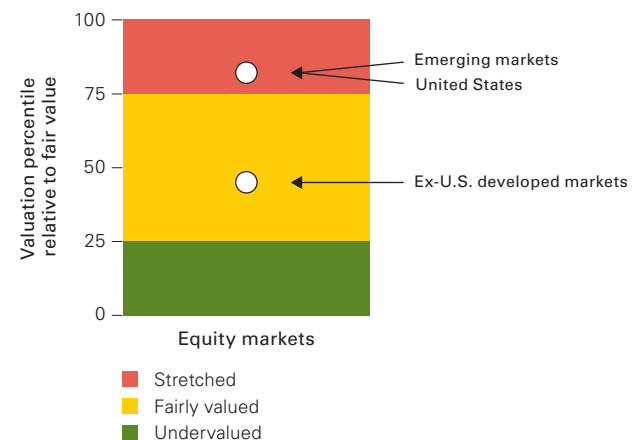 Valuation percentile
relative to fair value
100
75
50
25
0
Emerging markets
United States
Ex-U.S. developed markets
Equity markets
Stretched
Fairly valued
Undervalued